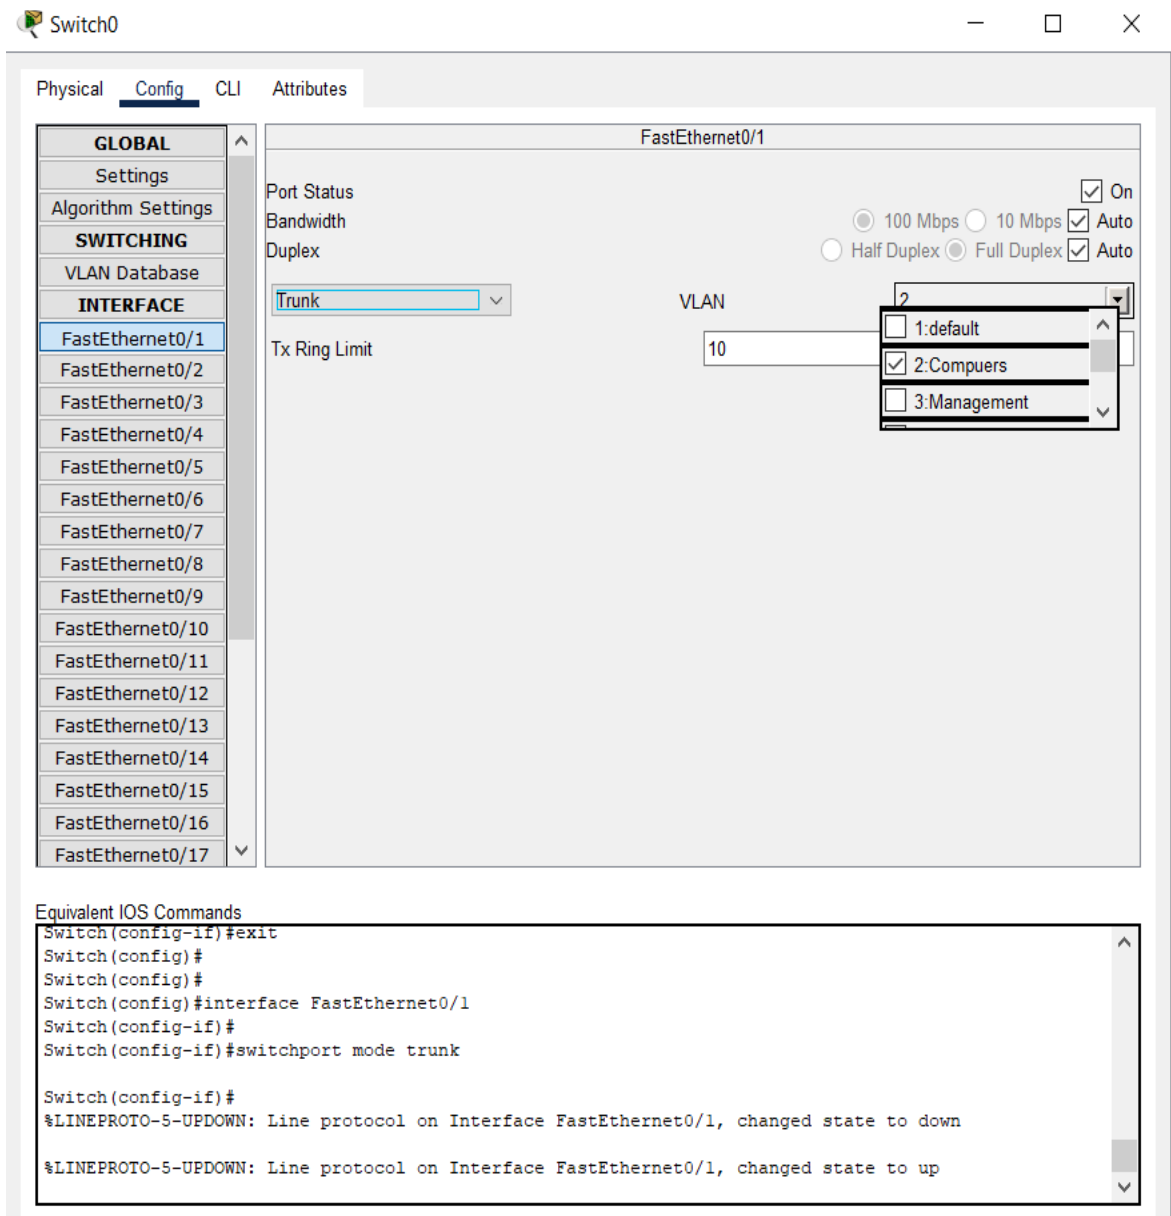 Switch0
Physical Config CLI Attributes
GLOBAL
Settings
Algorithm Settings
SWITCHING
VLAN Database
INTERFACE
FastEthernet0/1
FastEthernet0/2
FastEthernet0/3
FastEthernet0/4
FastEthernet0/5
FastEthernet0/6
FastEthernet0/7
FastEthernet0/8
FastEthernet0/9
FastEthernet0/10
FastEthernet0/11
FastEthernet0/12
FastEthernet0/13
FastEthernet0/14
FastEthernet0/15
FastEthernet0/16
FastEthernet0/17
FastEthernet0/1
Port Status On
Bandwidth 100 Mbps 10 Mbps Auto
Duplex Half Duplex Full Duplex Auto
Trunk VLAN 2
1:default
Tx Ring Limit 10
2:Compuers
3:Management
Equivalent IOS Commands
Switch(config-if)#exit
Switch(config)#
Switch(config)#
Switch(config)#interface FastEthernet0/1
Switch(config-if)#
Switch(config-if)#switchport mode trunk
Switch(config-if)#
%LINEPROTO-5-UPDOWN: Line protocol on Interface FastEthernet0/1, changed state to down
%LINEPROTO-5-UPDOWN: Line protocol on Interface FastEthernet0/1, changed state to up